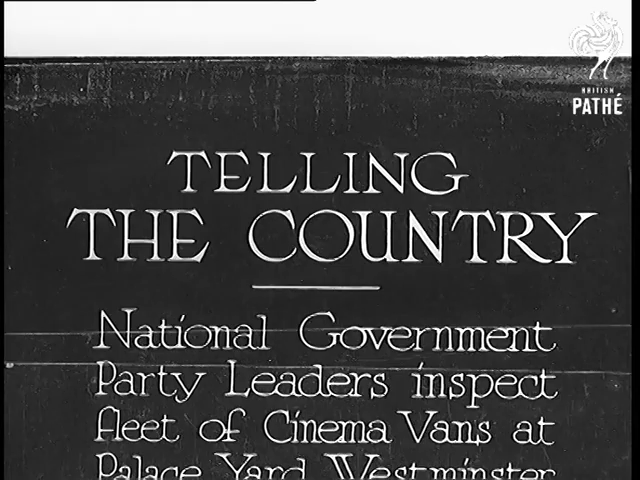 BRITISH
PATHÉ
TELLING
THE COUNTRY
National Government
Party Leaders inspect
fleet of Cinema Vans at
Palace Yard Westminster